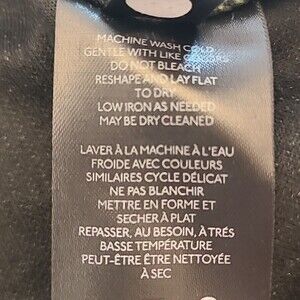 MACHINE WASH COLD
GENTLE WITH LIKE COLORS
DO NOT BLEACH
RESHAPE AND LAY FLAT
TO DRY
LOW IRON AS NEEDED
MAY BE DRY CLEANED
LAVER À LA MACHINE À L'EAU
FROIDE AVEC COULEURS
SIMILAIRES CYCLE DÉLICAT
NE PAS BLANCHIR
METTRE EN FORME ET
SECHER À PLAT
REPASSER, AU BESOIN, À TRÉS
BASSE TEMPÉRATURE
PEUT-ÊTRE ÊTRE NETTOYÉE
À SEC